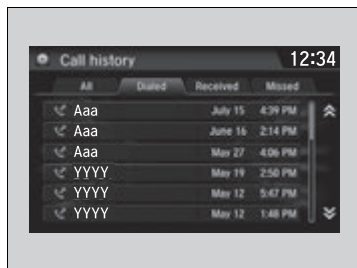 Call history 12:34
All Dialed Received Missed
Aaa July 15 4:39 PM
Aaa June 16 2:14 PM
Aaa May 27 4:06 PM
YYYY May 19 2:50 PM
YYYY May 12 5:47 PM
YYYY May 12 1:48 PM